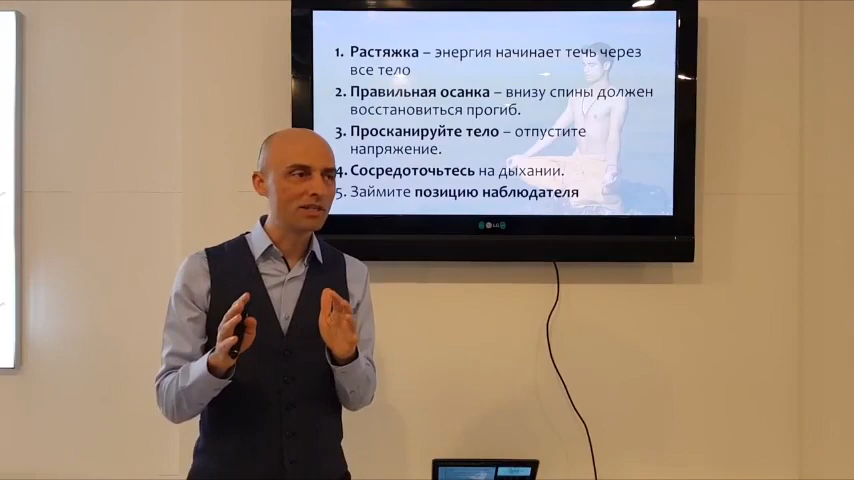 1. Растяжка – энергия начинает течь через
все тело
2. Правильная осанка – внизу спины должен
восстановиться прогиб.
3. Просканируйте тело – отпустите
напряжение.
4. Сосредоточьтесь на дыхании.
5. Займите позицию наблюдателя
LG